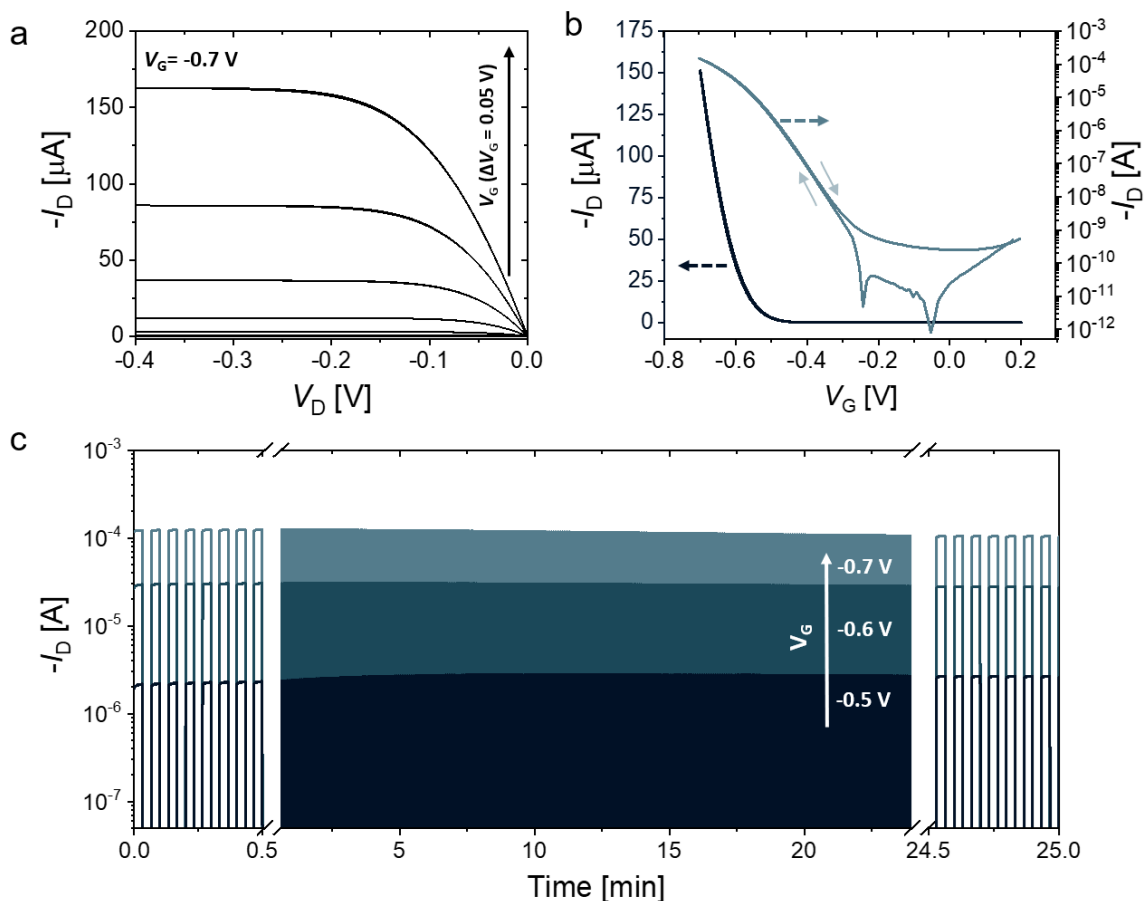 a
200
150
100
50
0
-I_D [µA]
V_G= -0.7 V
V_G (ΔV_G = 0.05 V)
-0.4 -0.3 -0.2 -0.1 0.0
V_D [V]
b
175
150
125
100
75
50
25
0
-I_D [µA]
10^-3
10^-4
10^-5
10^-6
10^-7
10^-8
10^-9
10^-10
10^-11
10^-12
-I_D [A]
-0.8 -0.6 -0.4 -0.2 0.0 0.2
V_G [V]
c
10^-3
10^-4
10^-5
10^-6
10^-7
-I_D [A]
V_G
-0.7 V
-0.6 V
-0.5 V
0.0 0.5 5 10 15 20 24.5 25.0
Time [min]